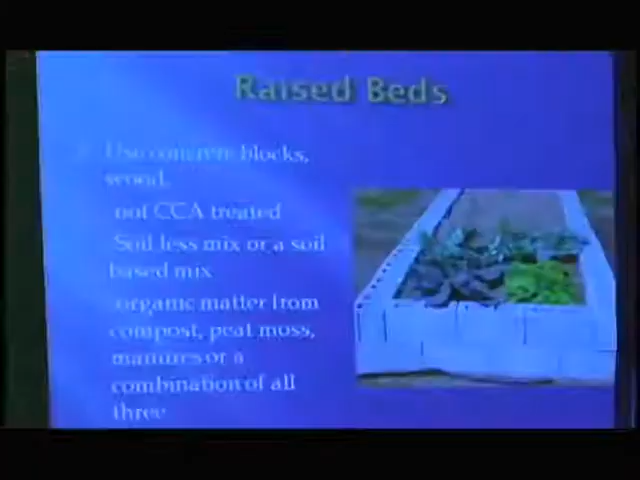 Raised Beds
Use concrete blocks,
wood,
not CCA treated
Soil less mix or a soil
based mix
organic matter from
compost, peat moss,
manures or a
combination of all
three